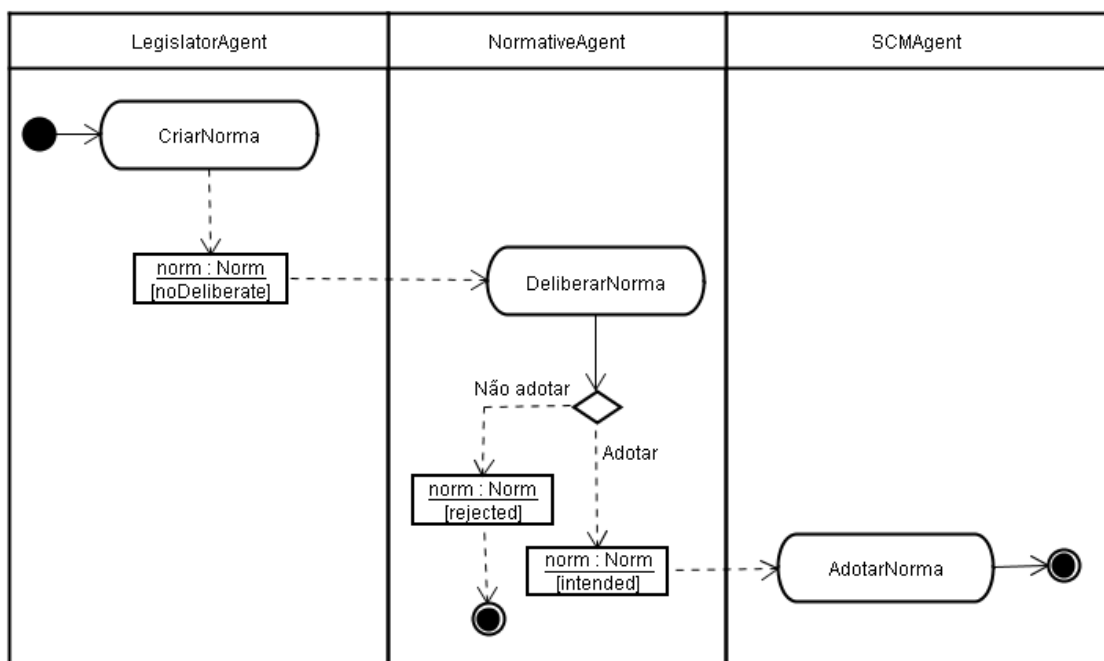 LegislatorAgent
NormativeAgent
SCMAgent
CriarNorma
norm : Norm
[noDeliberate]
DeliberarNorma
Não adotar
Adotar
norm : Norm
[rejected]
norm : Norm
[intended]
AdotarNorma